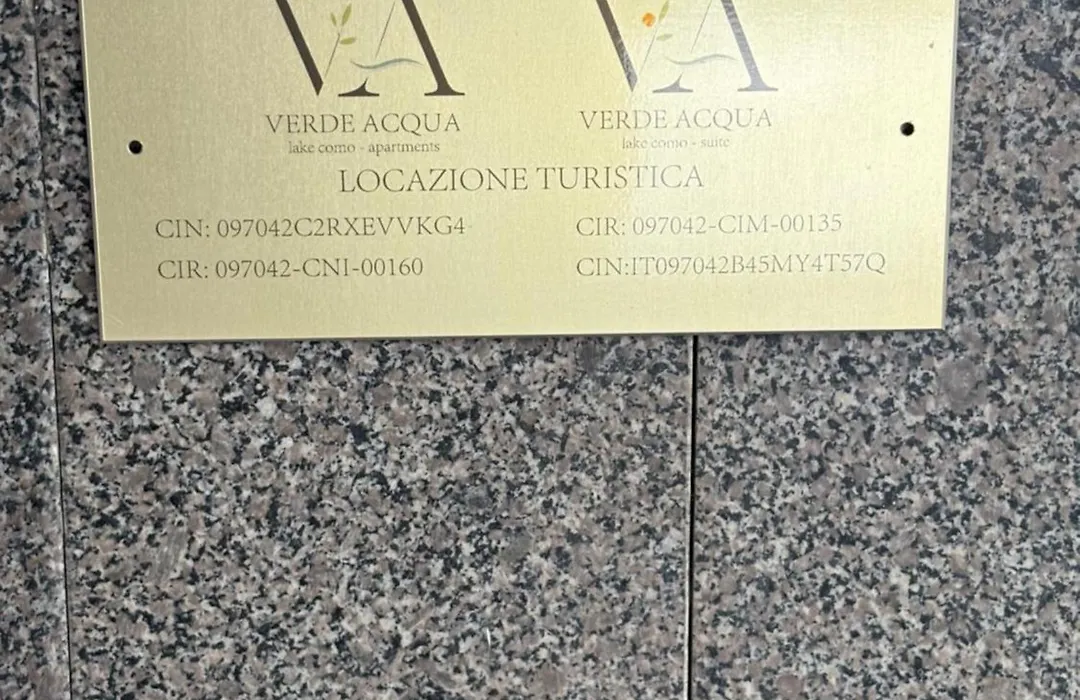 VA VA
VERDE ACQUA VERDE ACQUA
lake como - apartments lake como - suite
LOCAZIONE TURISTICA
CIN: 097042C2RXEVVKG4 CIR: 097042-CIM-00135
CIR: 097042-CNI-00160 CIN:IT097042B45MY4T57Q